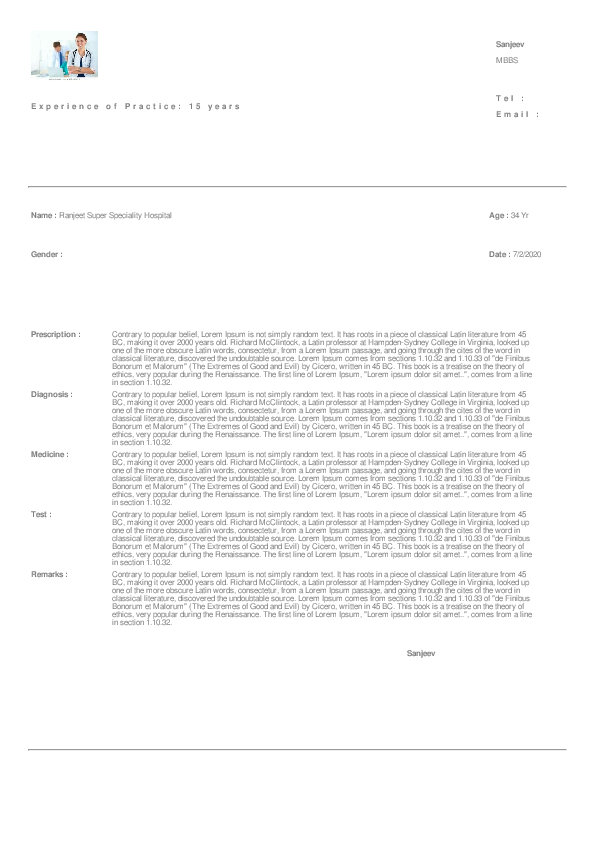 Sanjeev
MBBS
Experience of Practice: 15 years
Tel :
Email :
Name : Ranjeet Super Speciality Hospital
Age : 34 Yr
Gender :
Date : 7/2/2020
Prescription : Contrary to popular belief, Lorem Ipsum is not simply random text. It has roots in a piece of classical Latin literature from 45
BC, making it over 2000 years old. Richard McClintock, a Latin professor at Hampden-Sydney College in Virginia, looked up
one of the more obscure Latin words, consectetur, from a Lorem Ipsum passage, and going through the cites of the word in
classical literature, discovered the undoubtable source. Lorem Ipsum comes from sections 1.10.32 and 1.10.33 of "de Finibus
Bonorum et Malorum" (The Extremes of Good and Evil) by Cicero, written in 45 BC. This book is a treatise on the theory of
ethics, very popular during the Renaissance. The first line of Lorem Ipsum, "Lorem ipsum dolor sit amet..", comes from a line
in section 1.10.32.
Diagnosis : Contrary to popular belief, Lorem Ipsum is not simply random text. It has roots in a piece of classical Latin literature from 45
BC, making it over 2000 years old. Richard McClintock, a Latin professor at Hampden-Sydney College in Virginia, looked up
one of the more obscure Latin words, consectetur, from a Lorem Ipsum passage, and going through the cites of the word in
classical literature, discovered the undoubtable source. Lorem Ipsum comes from sections 1.10.32 and 1.10.33 of "de Finibus
Bonorum et Malorum" (The Extremes of Good and Evil) by Cicero, written in 45 BC. This book is a treatise on the theory of
ethics, very popular during the Renaissance. The first line of Lorem Ipsum, "Lorem ipsum dolor sit amet..", comes from a line
in section 1.10.32.
Medicine : Contrary to popular belief, Lorem Ipsum is not simply random text. It has roots in a piece of classical Latin literature from 45
BC, making it over 2000 years old. Richard McClintock, a Latin professor at Hampden-Sydney College in Virginia, looked up
one of the more obscure Latin words, consectetur, from a Lorem Ipsum passage, and going through the cites of the word in
classical literature, discovered the undoubtable source. Lorem Ipsum comes from sections 1.10.32 and 1.10.33 of "de Finibus
Bonorum et Malorum" (The Extremes of Good and Evil) by Cicero, written in 45 BC. This book is a treatise on the theory of
ethics, very popular during the Renaissance. The first line of Lorem Ipsum, "Lorem ipsum dolor sit amet..", comes from a line
in section 1.10.32.
Test : Contrary to popular belief, Lorem Ipsum is not simply random text. It has roots in a piece of classical Latin literature from 45
BC, making it over 2000 years old. Richard McClintock, a Latin professor at Hampden-Sydney College in Virginia, looked up
one of the more obscure Latin words, consectetur, from a Lorem Ipsum passage, and going through the cites of the word in
classical literature, discovered the undoubtable source. Lorem Ipsum comes from sections 1.10.32 and 1.10.33 of "de Finibus
Bonorum et Malorum" (The Extremes of Good and Evil) by Cicero, written in 45 BC. This book is a treatise on the theory of
ethics, very popular during the Renaissance. The first line of Lorem Ipsum, "Lorem ipsum dolor sit amet..", comes from a line
in section 1.10.32.
Remarks : Contrary to popular belief, Lorem Ipsum is not simply random text. It has roots in a piece of classical Latin literature from 45
BC, making it over 2000 years old. Richard McClintock, a Latin professor at Hampden-Sydney College in Virginia, looked up
one of the more obscure Latin words, consectetur, from a Lorem Ipsum passage, and going through the cites of the word in
classical literature, discovered the undoubtable source. Lorem Ipsum comes from sections 1.10.32 and 1.10.33 of "de Finibus
Bonorum et Malorum" (The Extremes of Good and Evil) by Cicero, written in 45 BC. This book is a treatise on the theory of
ethics, very popular during the Renaissance. The first line of Lorem Ipsum, "Lorem ipsum dolor sit amet..", comes from a line
in section 1.10.32.
Sanjeev